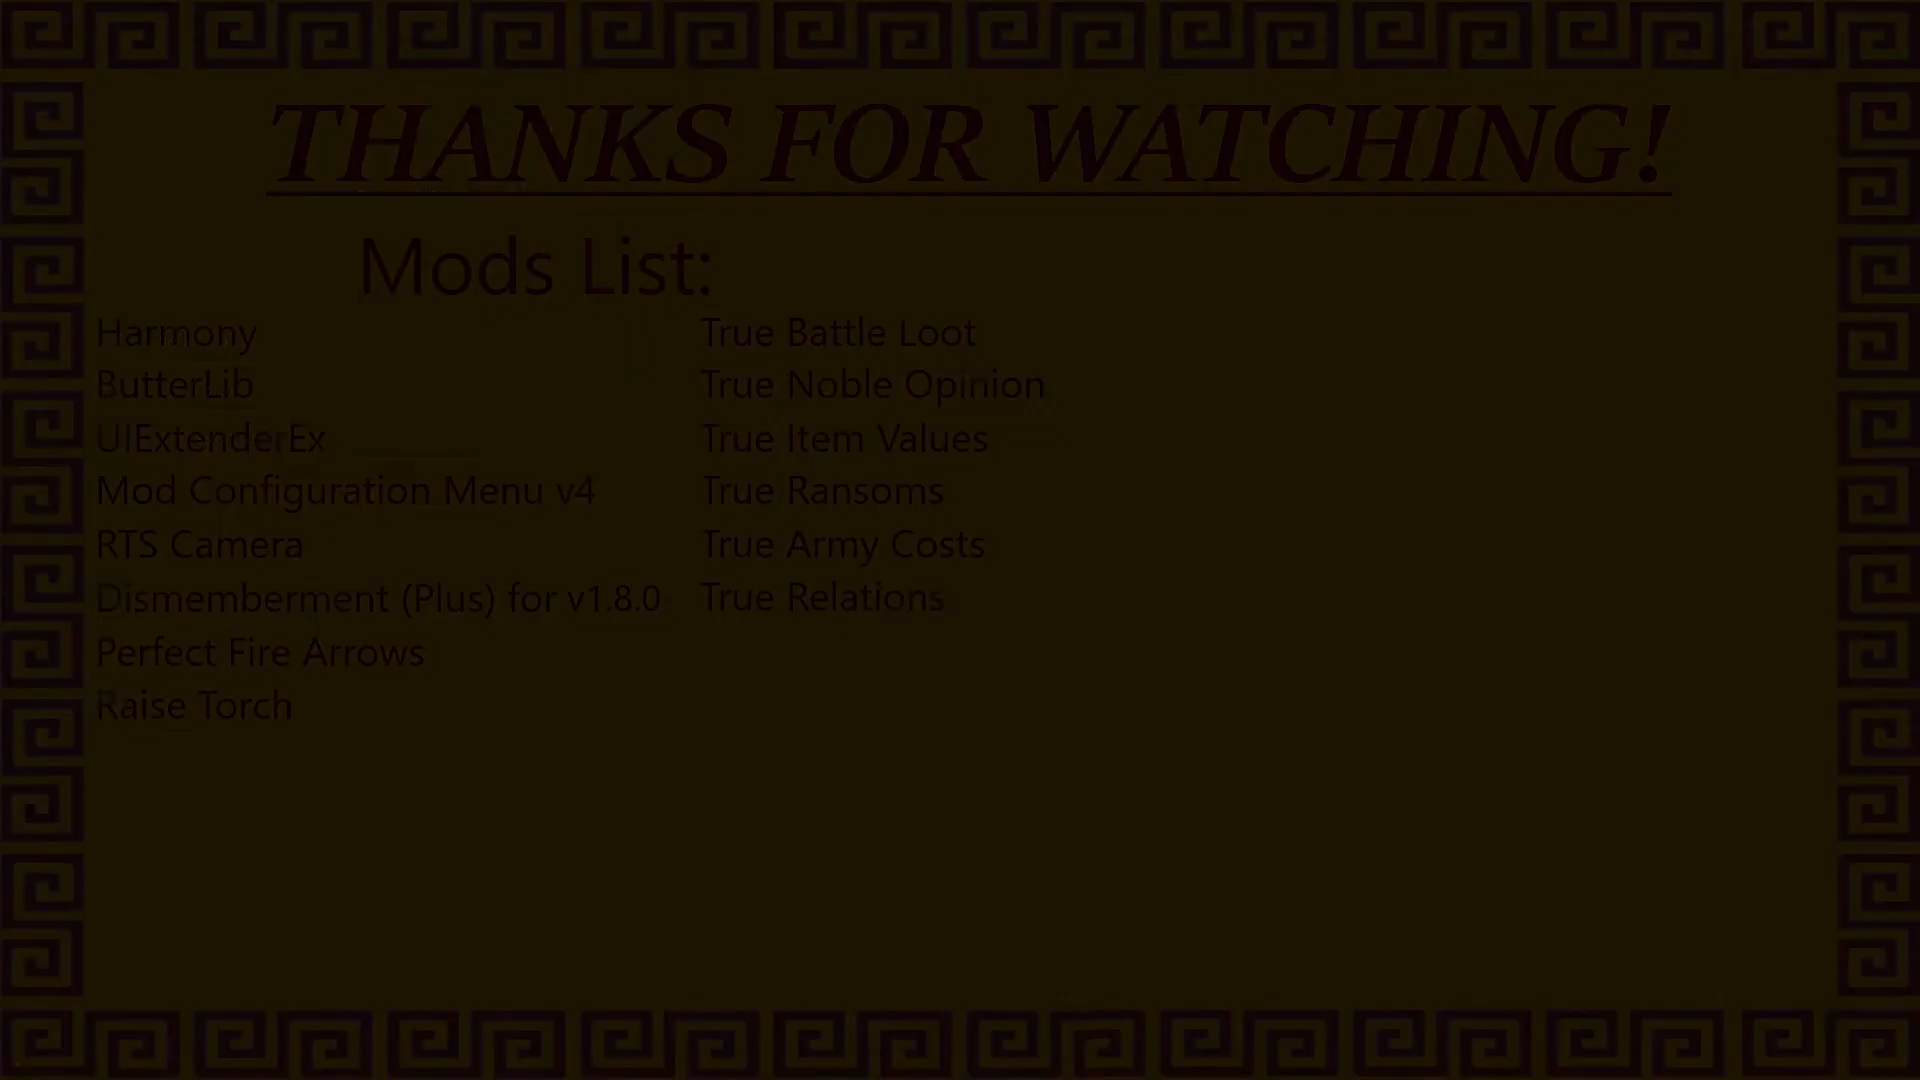 THANKS FOR WATCHING!
Mods List:
Harmony
ButterLib
UIExtenderEx
Mod Configuration Menu v4
RTS Camera
Dismemberment (Plus) for v1.8.0
Perfect Fire Arrows
Raise Torch
True Battle Loot
True Noble Opinion
True Item Values
True Ransoms
True Army Costs
True Relations